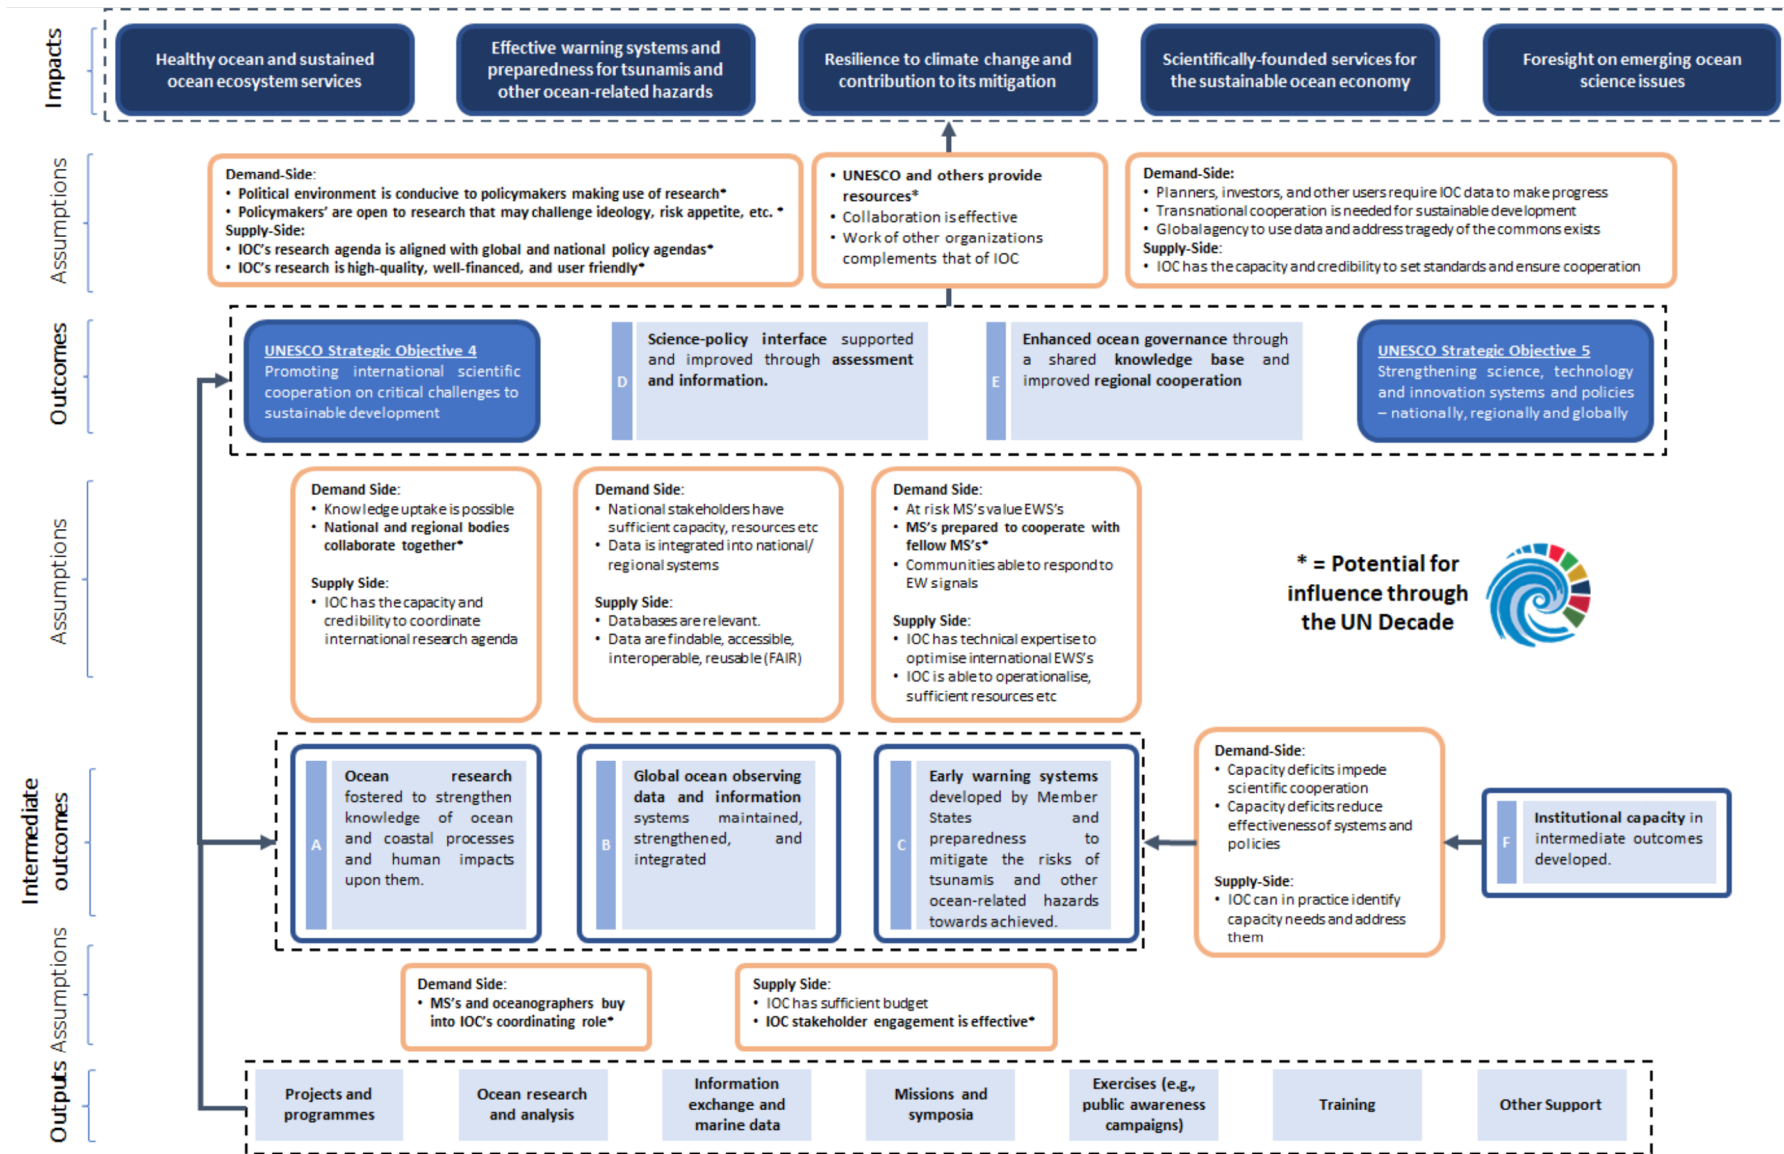 Impacts
Healthy ocean and sustained
ocean ecosystem services
Effective warning systems and
preparedness for tsunamis and
other ocean-related hazards
Resilience to climate change and
contribution to its mitigation
Scientifically-founded services for
the sustainable ocean economy
Foresight on emerging ocean
science issues
Assumptions
Demand-Side:
• Political environment is conducive to policymakers making use of research*
• Policymakers' are open to research that may challenge ideology, risk appetite, etc. *
Supply-Side:
• IOC's research agenda is aligned with global and national policy agendas*
• IOC's research is high-quality, well-financed, and user friendly*
• UNESCO and others provide
resources*
• Collaboration is effective
• Work of other organizations
complements that of IOC
Demand-Side:
• Planners, investors, and other users require IOC data to make progress
• Transnational cooperation is needed for sustainable development
• Global agency to use data and address tragedy of the commons exists
Supply-Side:
• IOC has the capacity and credibility to set standards and ensure cooperation
Outcomes
UNESCO Strategic Objective 4
Promoting international scientific
cooperation on critical challenges to
sustainable development
D
Science-policy interface supported
and improved through assessment
and information.
E
Enhanced ocean governance through
a shared knowledge base and
improved regional cooperation
UNESCO Strategic Objective 5
Strengthening science, technology
and innovation systems and policies
– nationally, regionally and globally
Assumptions
Demand Side:
• Knowledge uptake is possible
• National and regional bodies
collaborate together*
Supply Side:
• IOC has the capacity and
credibility to coordinate
international research agenda
Demand Side:
• National stakeholders have
sufficient capacity, resources etc
• Data is integrated into national/
regional systems
Supply Side:
• Databases are relevant.
• Data are findable, accessible,
interoperable, reusable (FAIR)
Demand Side:
• At risk MS's value EWS's
• MS's prepared to cooperate with
fellow MS's*
• Communities able to respond to
EW signals
Supply Side:
• IOC has technical expertise to
optimise international EWS's
• IOC is able to operationalise,
sufficient resources etc
* = Potential for
influence through
the UN Decade
Intermediate
outcomes
A
Ocean research
fostered to strengthen
knowledge of ocean
and coastal processes
and human impacts
upon them.
B
Global ocean observing
data and information
systems maintained,
strengthened, and
integrated
C
Early warning systems
developed by Member
States and
preparedness to
mitigate the risks of
tsunamis and other
ocean-related hazards
towards achieved.
Demand-Side:
• Capacity deficits impede
scientific cooperation
• Capacity deficits reduce
effectiveness of systems and
policies
Supply-Side:
• IOC can in practice identify
capacity needs and address
them
F
Institutional capacity in
intermediate outcomes
developed.
Assumptions
Demand Side:
• MS's and oceanographers buy
into IOC's coordinating role*
Supply Side:
• IOC has sufficient budget
• IOC stakeholder engagement is effective*
Outputs
Projects and
programmes
Ocean research
and analysis
Information
exchange and
marine data
Missions and
symposia
Exercises (e.g.,
public awareness
campaigns)
Training
Other Support